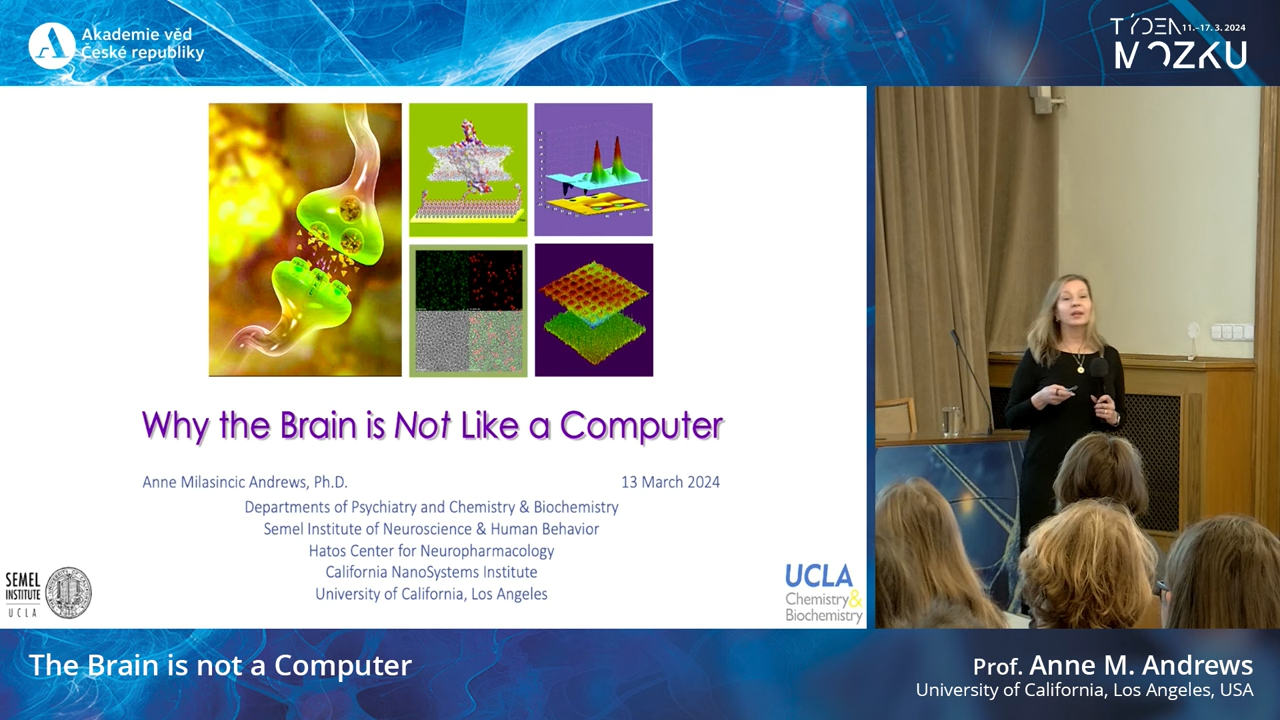 Akademie věd
České republiky
TÝDEN 11.–17. 3. 2024
MOZKU
Why the Brain is Not Like a Computer
Anne Milasincic Andrews, Ph.D. 13 March 2024
Departments of Psychiatry and Chemistry & Biochemistry
Semel Institute of Neuroscience & Human Behavior
Hatos Center for Neuropharmacology
California NanoSystems Institute
University of California, Los Angeles
SEMEL
INSTITUTE
UCLA
UCLA
Chemistry&
Biochemistry
The Brain is not a Computer
Prof. Anne M. Andrews
University of California, Los Angeles, USA